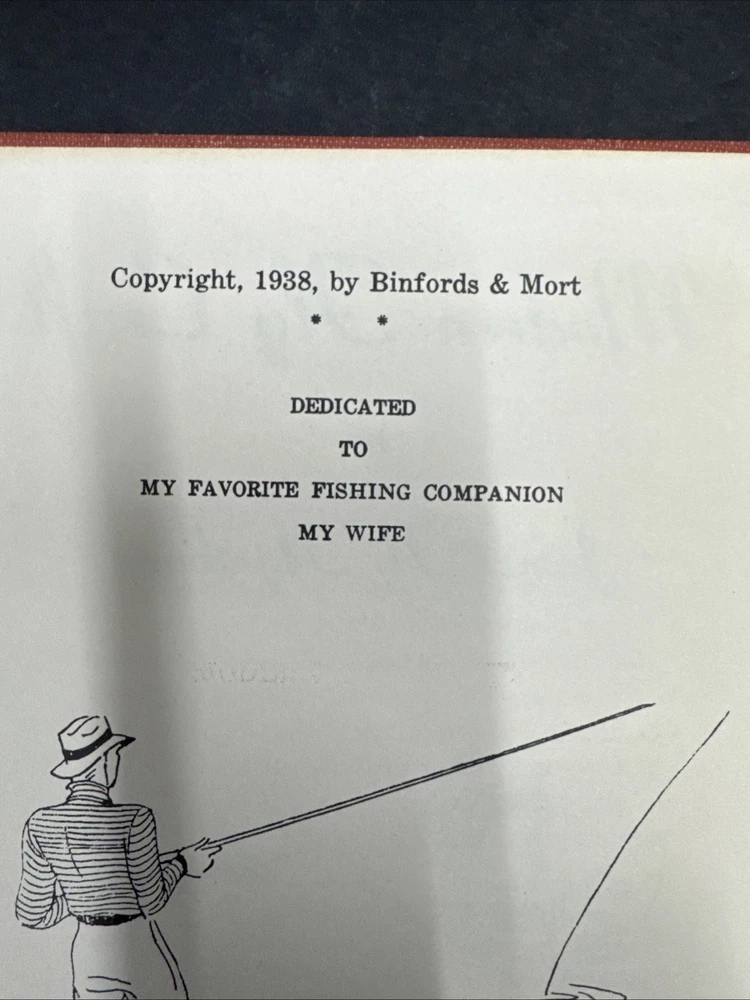 Copyright, 1938, by Binfords & Mort
* *
DEDICATED
TO
MY FAVORITE FISHING COMPANION
MY WIFE